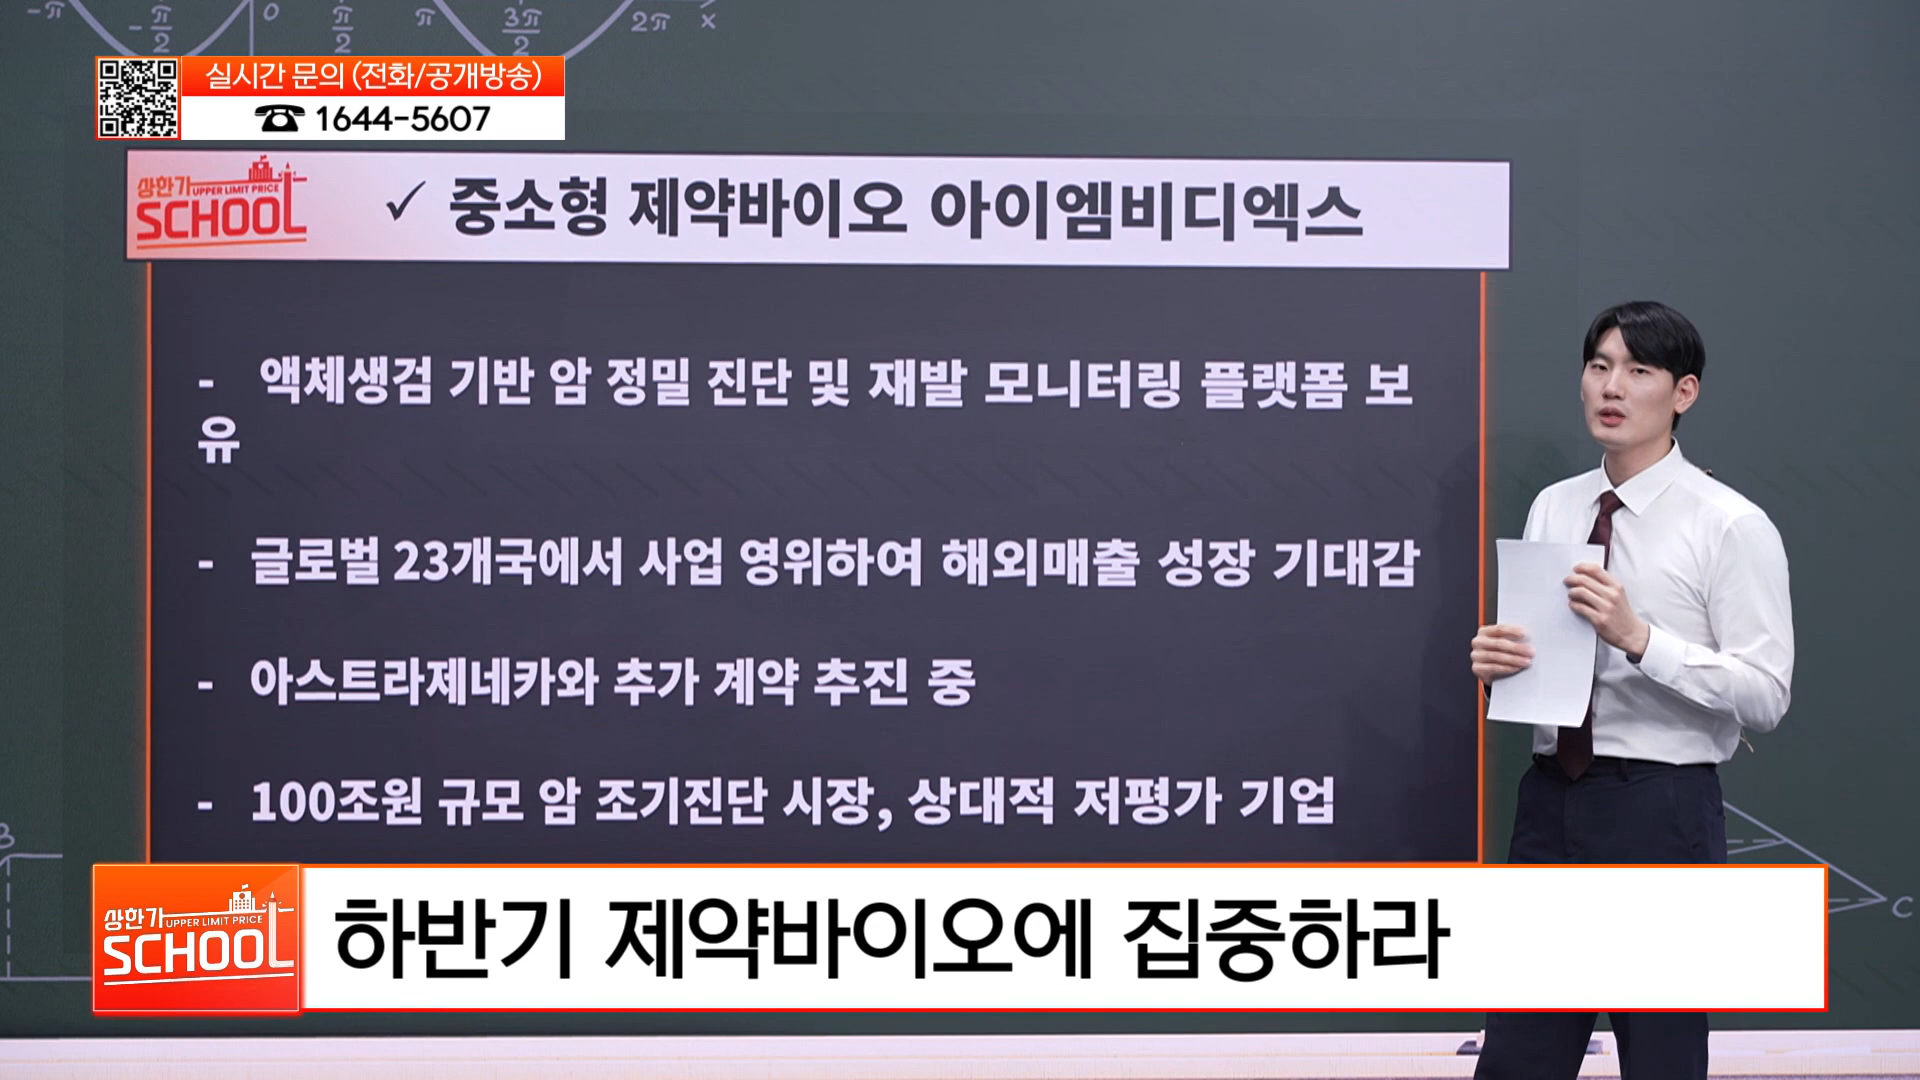 -π
-π/2
0
π/2
π
3π/2
2π
x
실시간 문의 (전화/공개방송)
☎ 1644-5607
상한가 UPPER LIMIT PRICE
SCHOOL
✓ 중소형 제약바이오 아이엠비디엑스
- 액체생검 기반 암 정밀 진단 및 재발 모니터링 플랫폼 보
유
- 글로벌 23개국에서 사업 영위하여 해외매출 성장 기대감
- 아스트라제네카와 추가 계약 추진 중
- 100조원 규모 암 조기진단 시장, 상대적 저평가 기업
B
C
상한가 UPPER LIMIT PRICE
SCHOOL
하반기 제약바이오에 집중하라